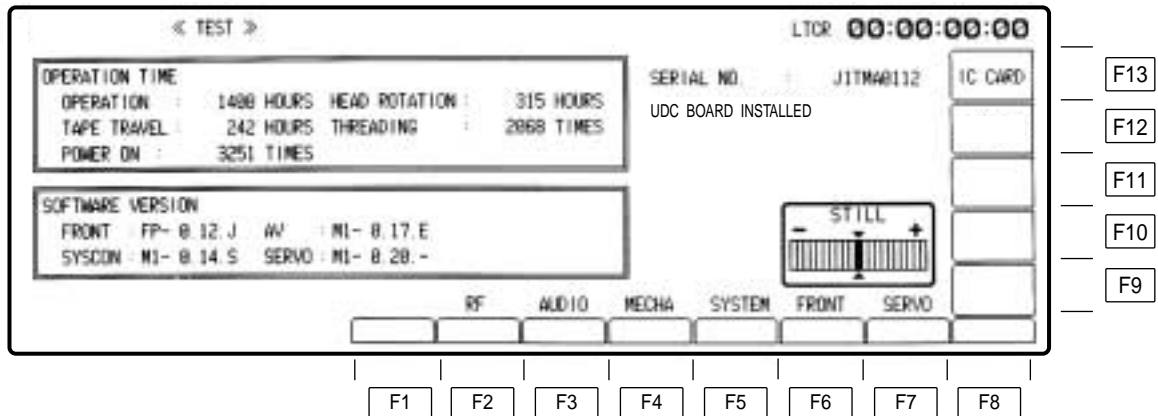 ≪ TEST ≫ LTCR 00:00:00:00
OPERATION TIME
OPERATION : 1408 HOURS HEAD ROTATION : 315 HOURS
TAPE TRAVEL : 242 HOURS THREADING : 2068 TIMES
POWER ON : 3251 TIMES
SERIAL NO. : J1TMA0112
UDC BOARD INSTALLED
IC CARD
SOFTWARE VERSION
FRONT : FP- 0.12.J AV : M1- 0.17.E
SYSCON : M1- 0.14.S SERVO : M1- 0.20.-
STILL
- +
RF AUDIO MECHA SYSTEM FRONT SERVO
F13
F12
F11
F10
F9
F1 F2 F3 F4 F5 F6 F7 F8